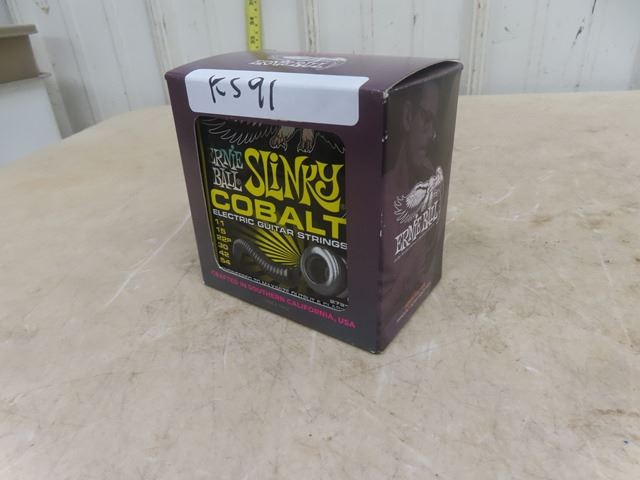 KS91
ERNIE
BALL
SLINKY
COBALT
ELECTRIC GUITAR STRINGS
11
15
22P
30
42
54
CRAFTED IN SOUTHERN CALIFORNIA, USA
ERNIE BALL